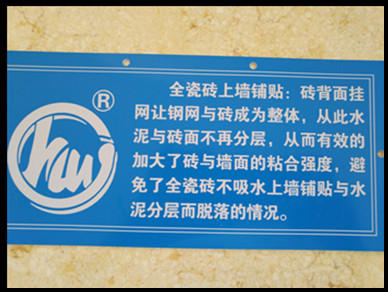 ®
全瓷砖上墙铺贴：砖背面挂
网让钢网与砖成为整体，从此水
泥与砖面不再分层，从而有效的
加大了砖与墙面的粘合强度，避
免了全瓷砖不吸水上墙铺贴与水
泥分层而脱落的情况。